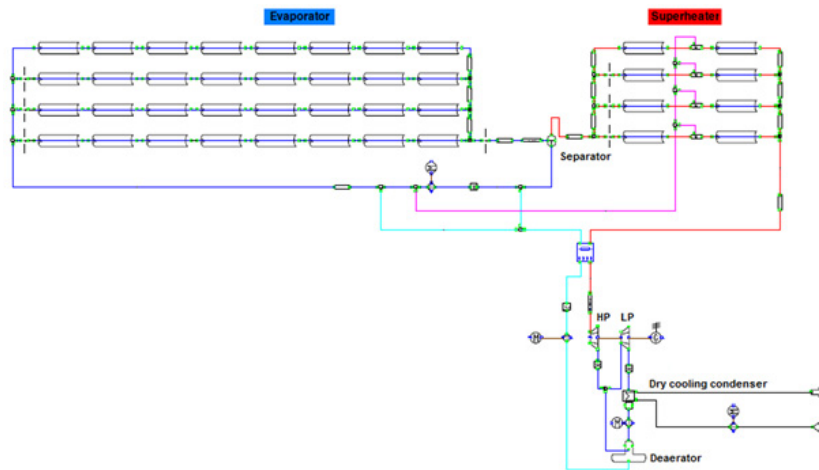 Evaporator
Superheater
Separator
HP LP
Dry cooling condenser
Deaerator